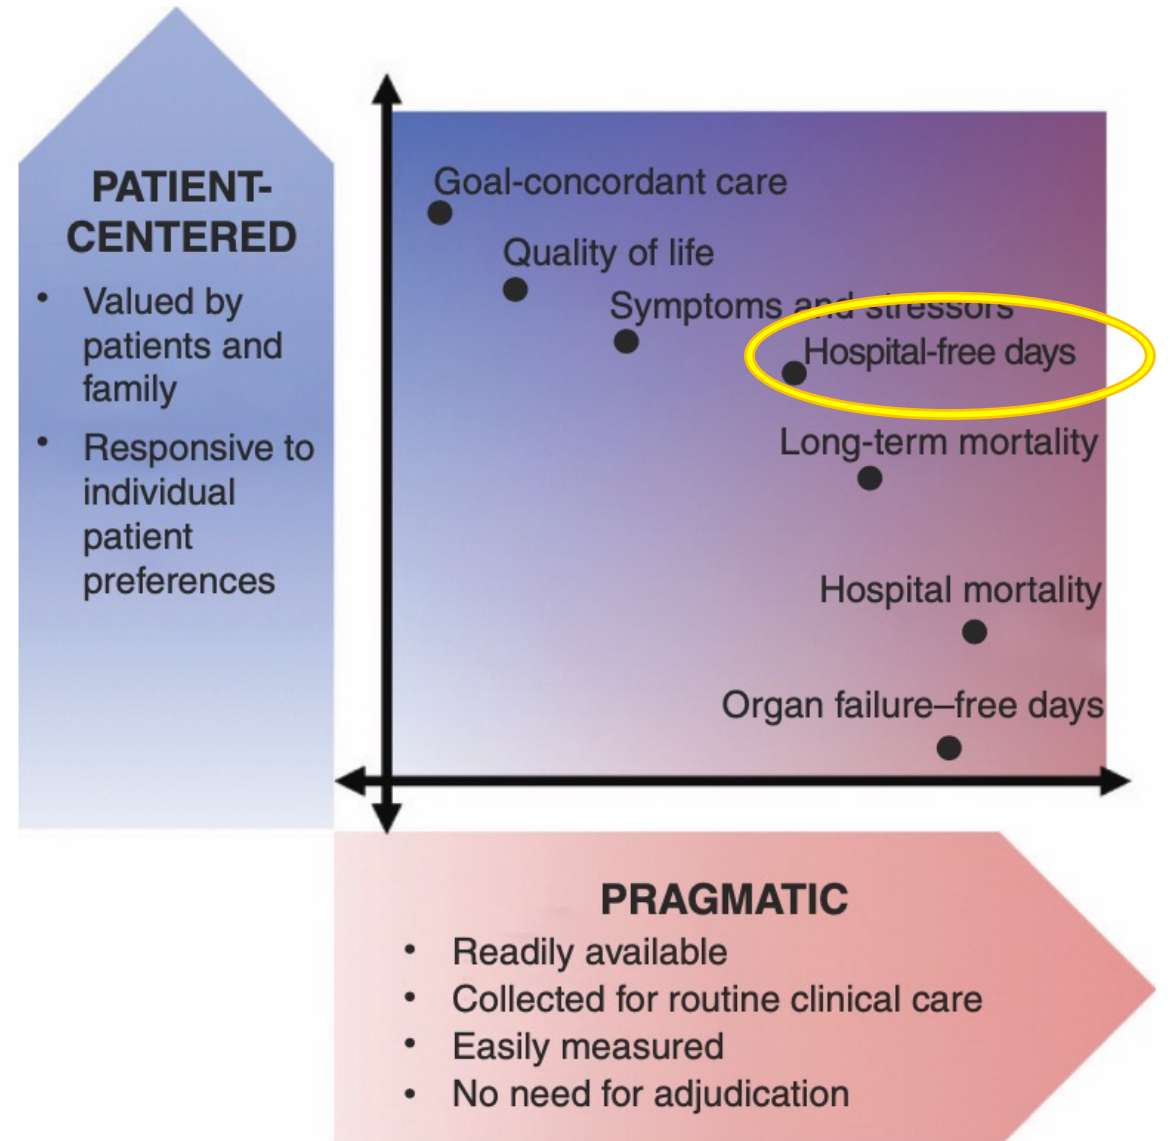 PATIENT-
CENTERED
• Valued by
patients and
family
• Responsive to
individual
patient
preferences
Goal-concordant care
Quality of life
Symptoms and stressors
Hospital-free days
Long-term mortality
Hospital mortality
Organ failure–free days
PRAGMATIC
• Readily available
• Collected for routine clinical care
• Easily measured
• No need for adjudication